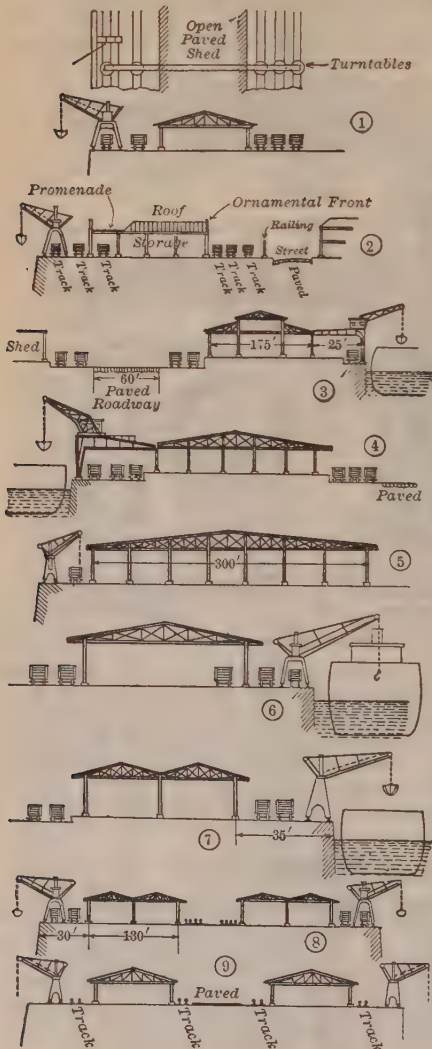 Open
Paved
Shed
Turntables
1
Promenade
Roof
Ornamental Front
Railing
Storage
Street
2
Track
Track
Track
Track
Track
Track
Paved
Shed
175'
25'
60'
Paved
Roadway
3
4
Paved
300'
5
6
7
35'
30'
130'
8
9
Paved
Track
Track
Track
Track